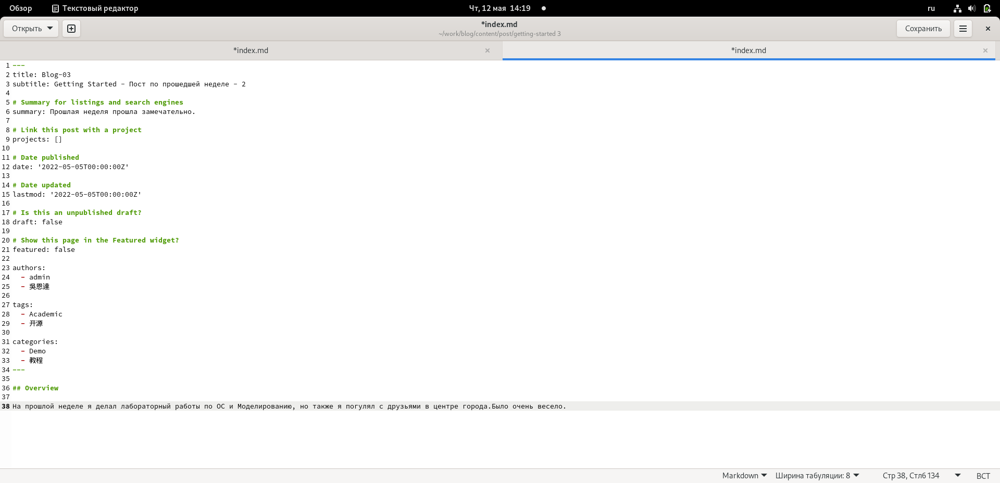 Обзор
Текстовый редактор
Чт, 12 мая 14:19
ru
Открыть
*index.md
~/work/blog/content/post/getting-started 3
Сохранить
*index.md
*index.md
1 ---
2 title: Blog-03
3 subtitle: Getting Started - Пост по прошедшей неделе - 2
4
5 # Summary for listings and search engines
6 summary: Прошлая неделя прошла замечательно.
7
8 # Link this post with a project
9 projects: []
10
11 # Date published
12 date: '2022-05-05T00:00:00Z'
13
14 # Date updated
15 lastmod: '2022-05-05T00:00:00Z'
16
17 # Is this an unpublished draft?
18 draft: false
19
20 # Show this page in the Featured widget?
21 featured: false
22
23 authors:
24   - admin
25   - 吳恩達
26
27 tags:
28   - Academic
29   - 开源
30
31 categories:
32   - Demo
33   - 教程
34 ---
35
36 ## Overview
37
38 На прошлой неделе я делал лабораторный работы по ОС и Моделированию, но также я погулял с друзьями в центре города.Было очень весело.
Markdown
Ширина табуляции: 8
Стр 38, Стлб 134
ВСТ